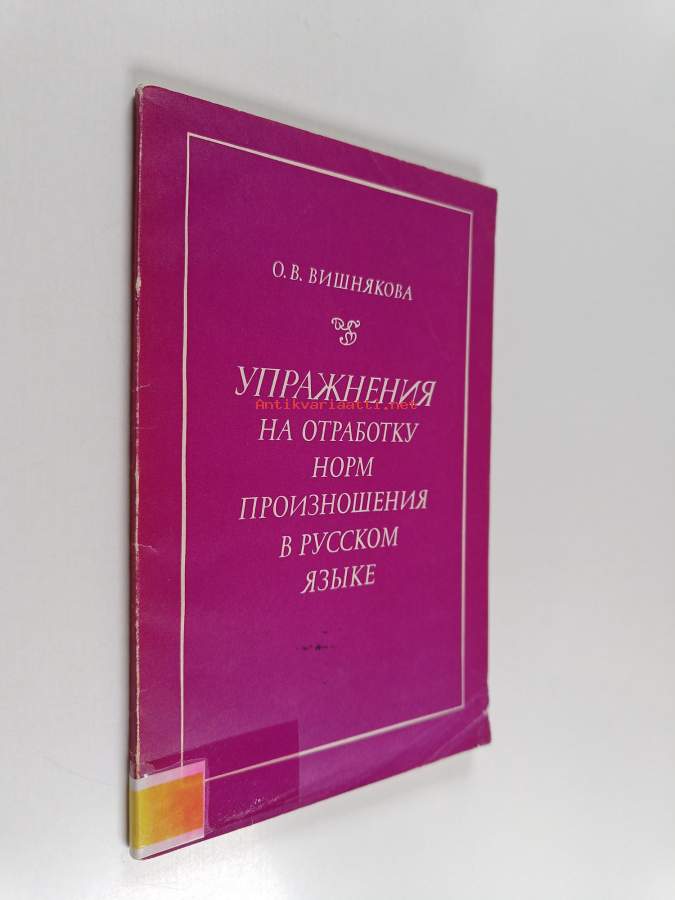 О. В. ВИШНЯКОВА
УПРАЖНЕНИЯ
Antikvariaatti.net
НА ОТРАБОТКУ
НОРМ
ПРОИЗНОШЕНИЯ
В РУССКОМ
ЯЗЫКЕ